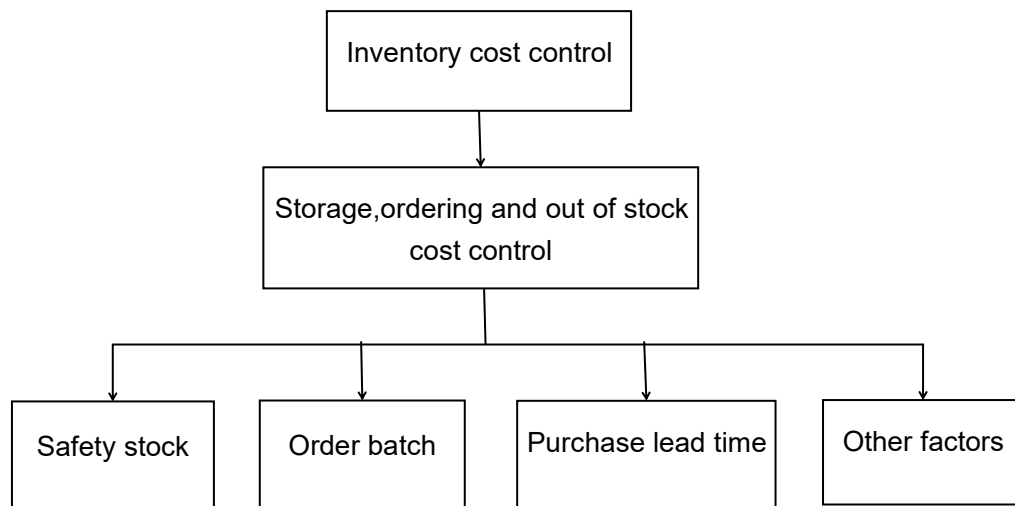 Inventory cost control
Storage,ordering and out of stock
cost control
Safety stock
Order batch
Purchase lead time
Other factors